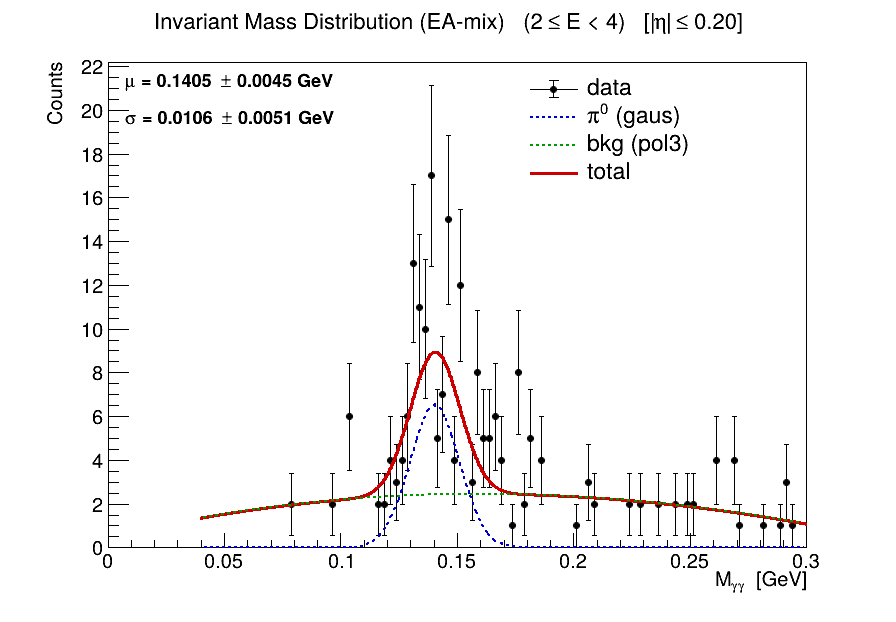 Invariant Mass Distribution (EA-mix) (2 ≤ E < 4) [|η| ≤ 0.20]
Counts
μ = 0.1405 ± 0.0045 GeV
σ = 0.0106 ± 0.0051 GeV
data
π⁰ (gaus)
bkg (pol3)
total
22
20
18
16
14
12
10
8
6
4
2
0
0 0.05 0.1 0.15 0.2 0.25 0.3
M_γγ [GeV]